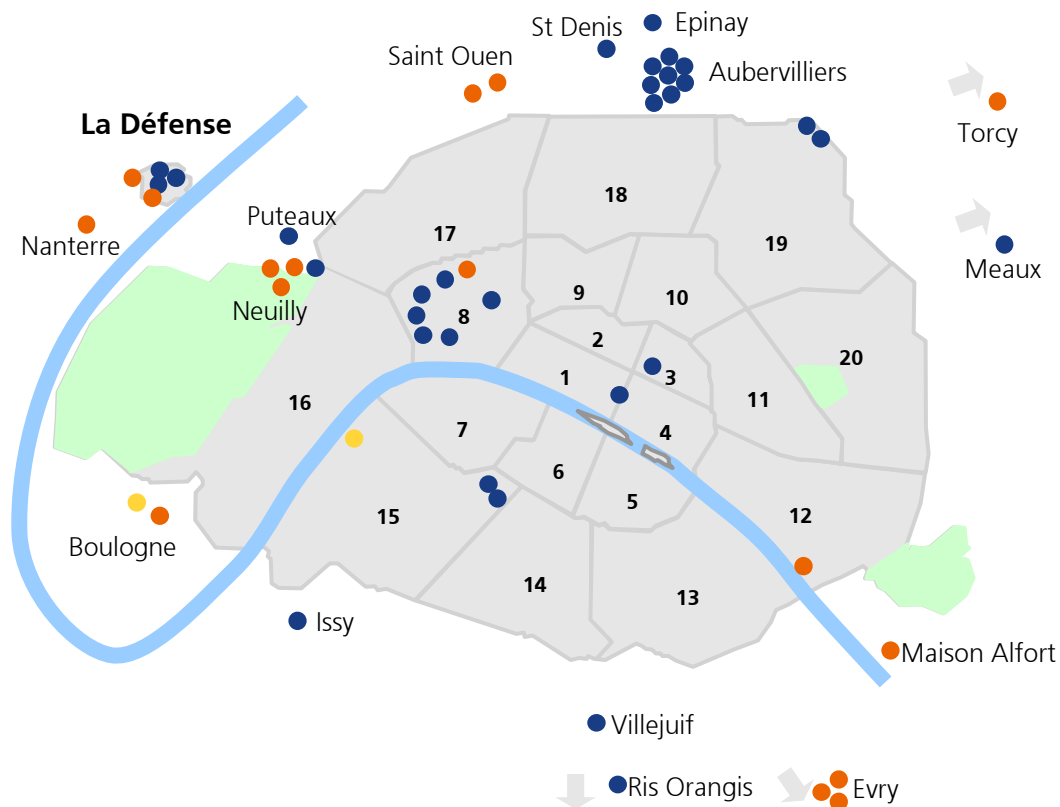 St Denis
Epinay
Saint Ouen
Aubervilliers
La Défense
Torcy
Puteaux
Nanterre
Meaux
Neuilly
17
18
19
8
9
10
2
20
1
3
16
11
7
4
6
5
15
12
Boulogne
14
13
Issy
Maison Alfort
Villejuif
Ris Orangis
Evry